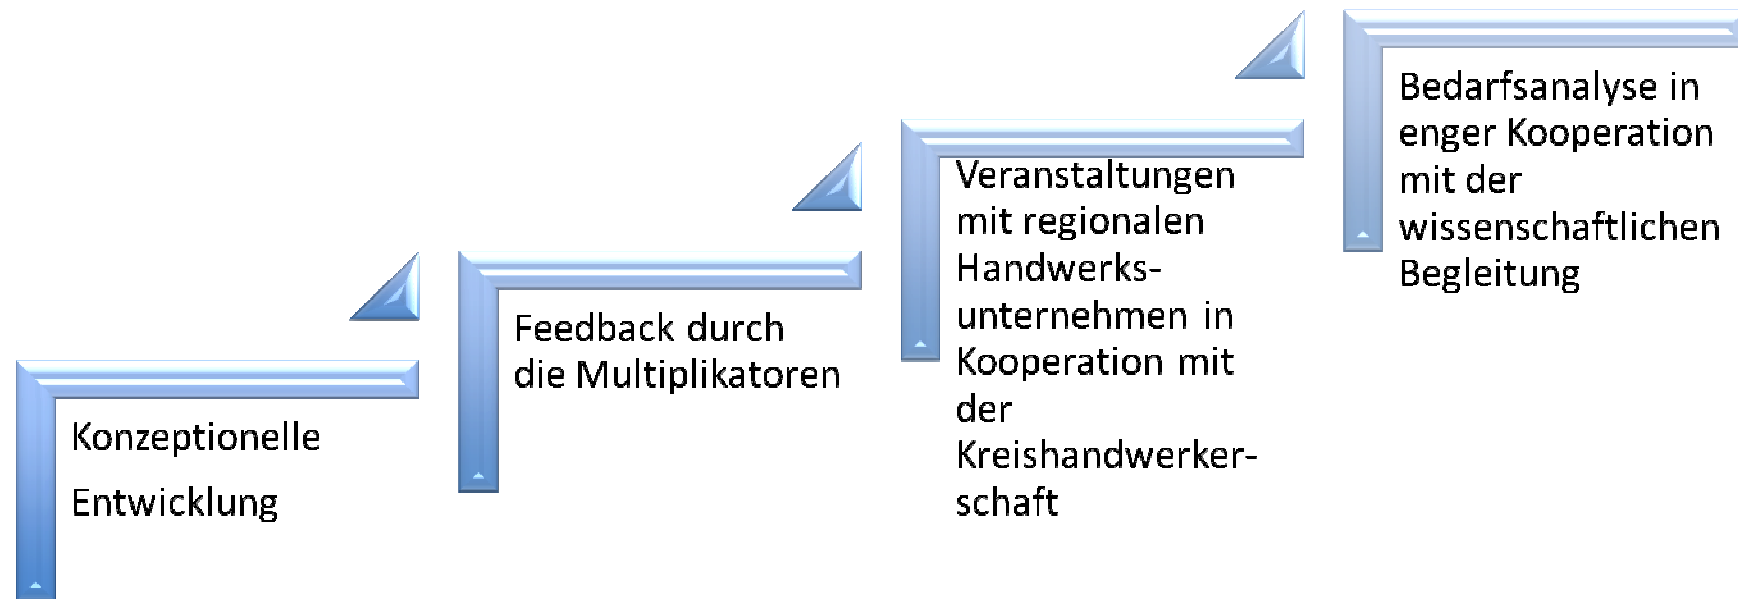 Konzeptionelle
Entwicklung
Feedback durch
die Multiplikatoren
Veranstaltungen
mit regionalen
Handwerks-
unternehmen in
Kooperation mit
der
Kreishandwerker-
schaft
Bedarfsanalyse in
enger Kooperation
mit der
wissenschaftlichen
Begleitung